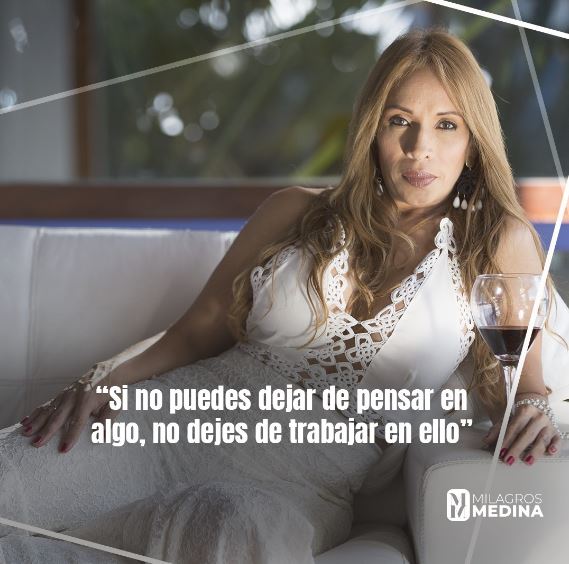 “Si no puedes dejar de pensar en
algo, no dejes de trabajar en ello”
MILAGROS
MEDINA